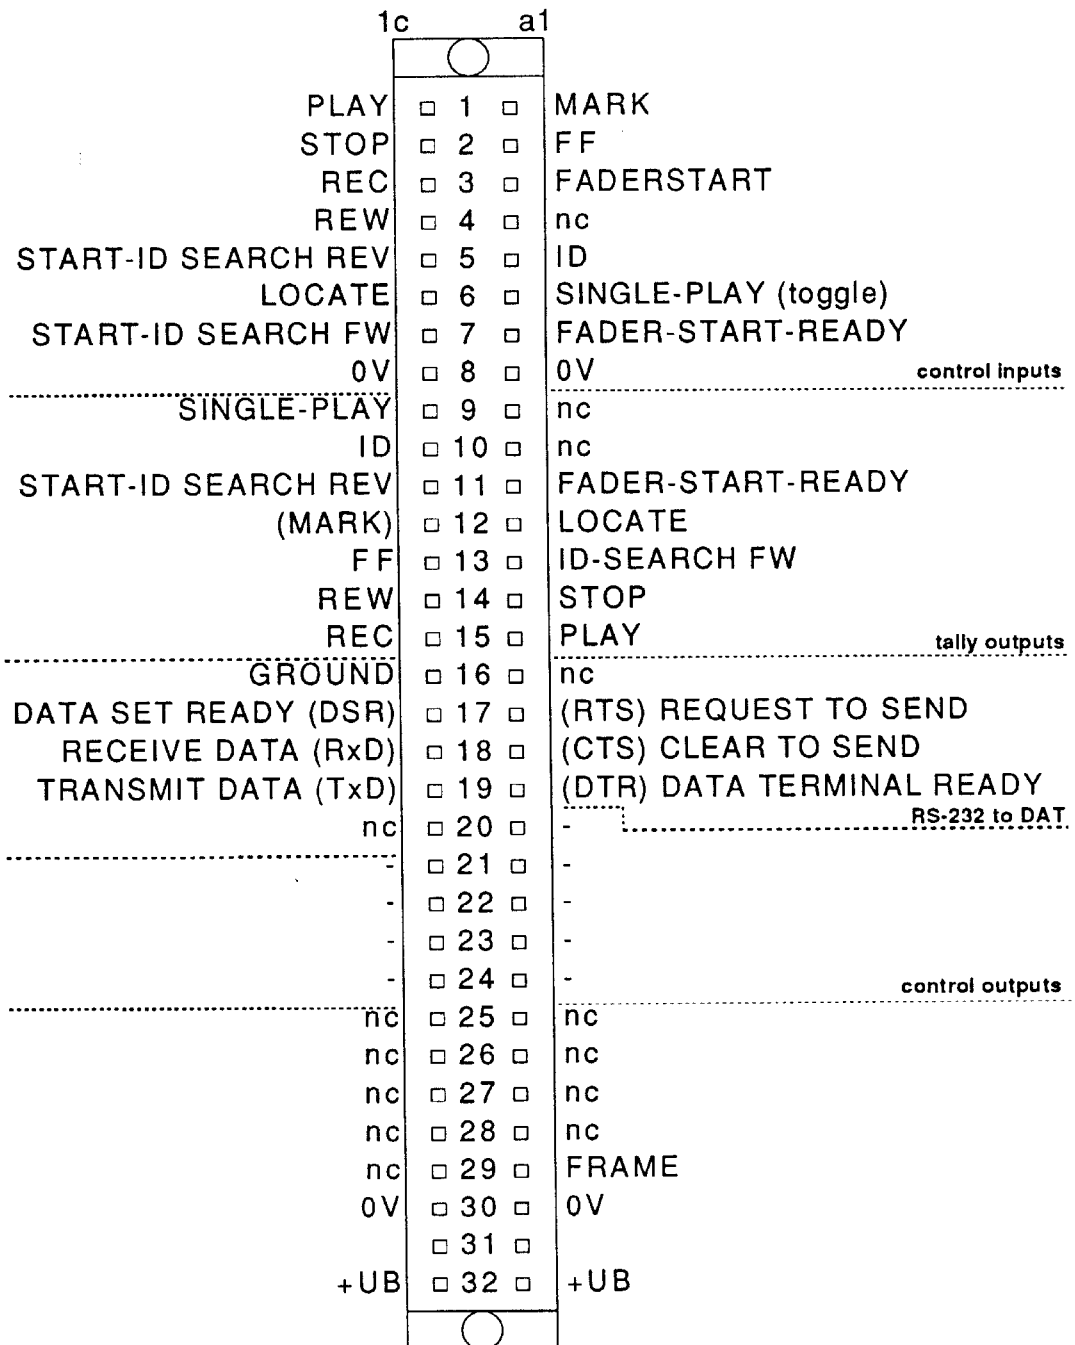 1c a1
PLAY 1 MARK
STOP 2 FF
REC 3 FADERSTART
REW 4 nc
START-ID SEARCH REV 5 ID
LOCATE 6 SINGLE-PLAY (toggle)
START-ID SEARCH FW 7 FADER-START-READY
0V 8 0V control inputs
SINGLE-PLAY 9 nc
ID 10 nc
START-ID SEARCH REV 11 FADER-START-READY
(MARK) 12 LOCATE
FF 13 ID-SEARCH FW
REW 14 STOP
REC 15 PLAY tally outputs
GROUND 16 nc
DATA SET READY (DSR) 17 (RTS) REQUEST TO SEND
RECEIVE DATA (RxD) 18 (CTS) CLEAR TO SEND
TRANSMIT DATA (TxD) 19 (DTR) DATA TERMINAL READY
nc 20 - RS-232 to DAT
- 21 -
- 22 -
- 23 -
- 24 - control outputs
nc 25 nc
nc 26 nc
nc 27 nc
nc 28 nc
nc 29 FRAME
0V 30 0V
31
+UB 32 +UB